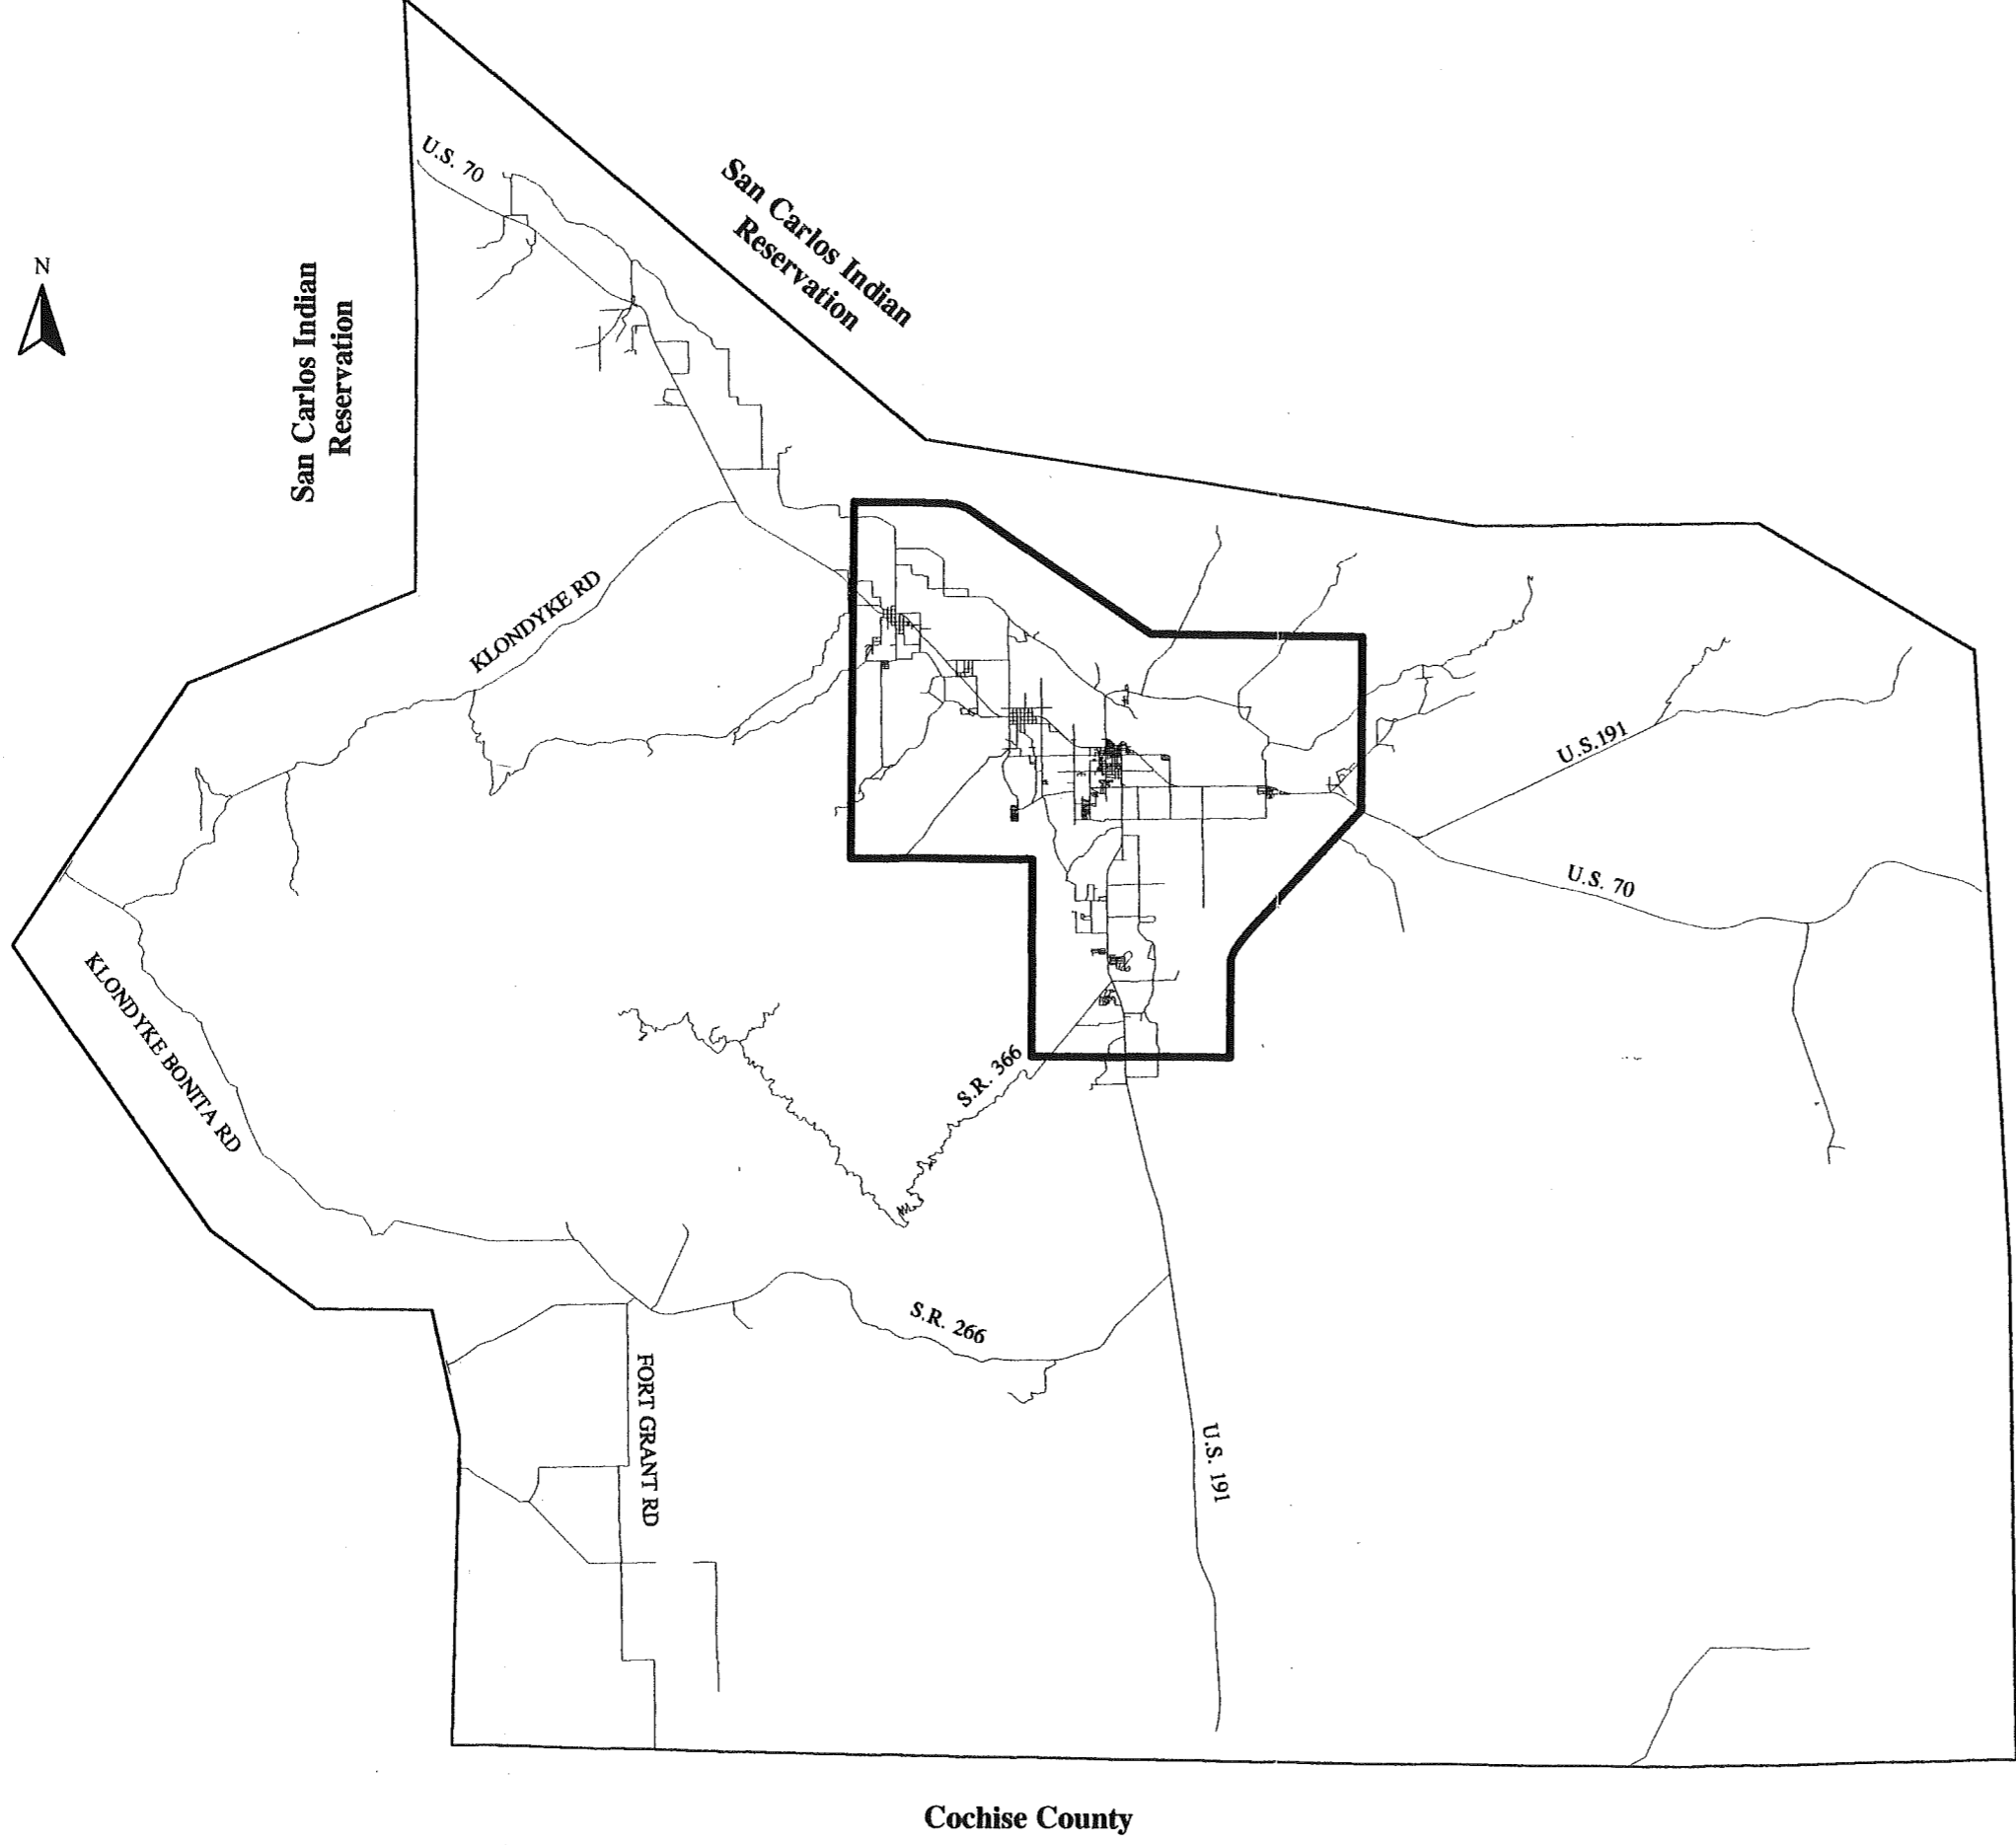 U.S. 70
San Carlos Indian
Reservation
N
San Carlos Indian
Reservation
KLONDYKE RD
U.S.191
U.S. 70
KLONDYKE BONITA RD
S.R. 366
S.R. 266
FORT GRANT RD
U.S. 191
Cochise County